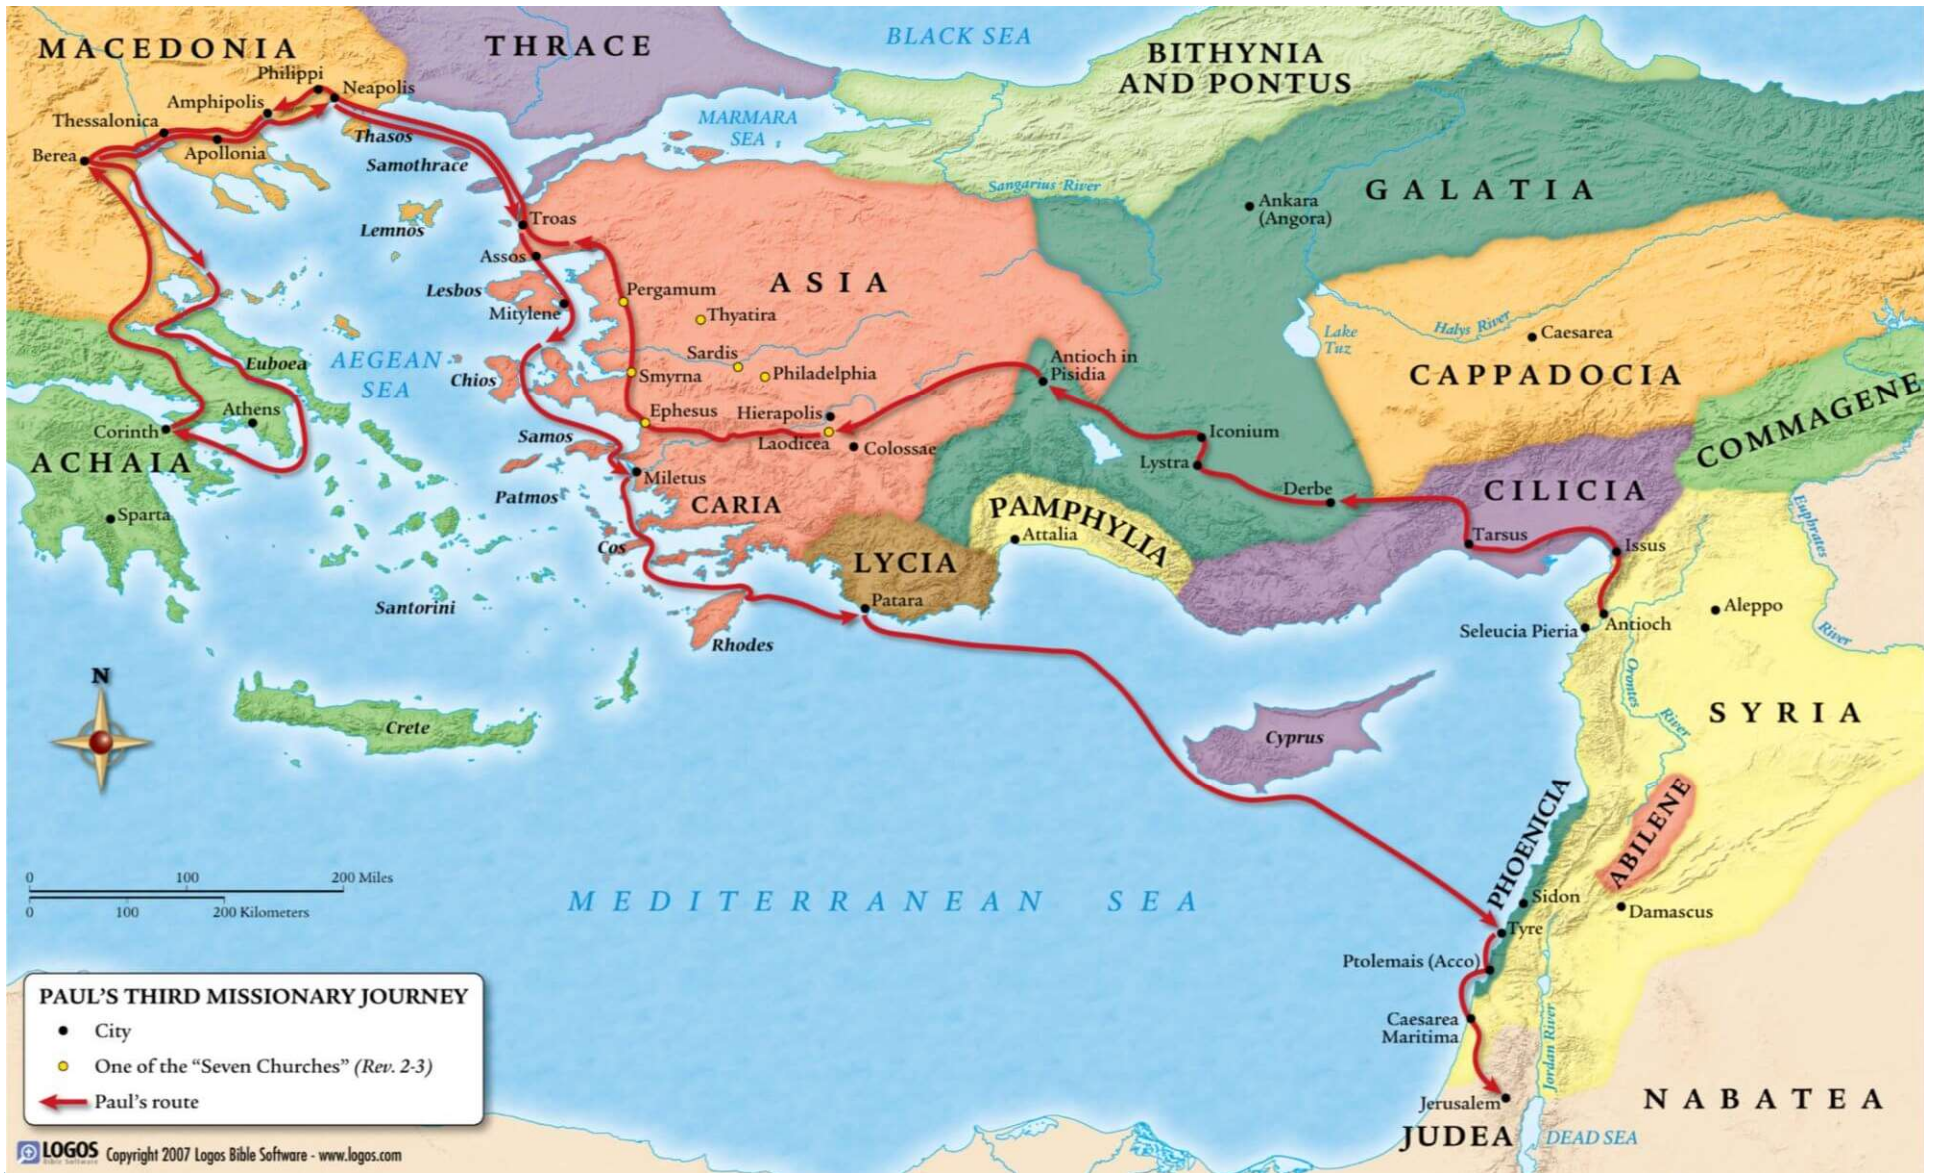 MACEDONIA
THRACE
BLACK SEA
BITHYNIA
AND PONTUS
Philippi
Neapolis
Amphipolis
Thessalonica
Berea
Apollonia
Thasos
Samothrace
MARMARA
SEA
Sangarius River
Ankara
(Angora)
GALATIA
Lemnos
Troas
Assos
Lesbos
Mitylene
ASIA
Pergamum
Thyatira
Sardis
Philadelphia
Smyrna
AEGEAN
SEA
Euboea
Chios
Athens
Corinth
ACHAIA
Sparta
Ephesus
Hierapolis
Laodicea
Colossae
Antioch in
Pisidia
Lake
Tuz
Halys River
Caesarea
CAPPADOCIA
COMMAGENE
Iconium
Lystra
Derbe
CILICIA
Tarsus
Issus
Euphrates
River
Samos
Patmos
Miletus
CARIA
PAMPHYLIA
Attalia
LYCIA
Patara
Cos
Santorini
Rhodes
Crete
N
Seleucia Pieria
Antioch
Aleppo
Orontes
River
SYRIA
Cyprus
PHOENICIA
ABILENE
Sidon
Damascus
Tyre
Ptolemais (Acco)
Caesarea
Maritima
Jordan River
Jerusalem
JUDEA
DEAD SEA
NABATEA
MEDITERRANEAN SEA
0 100 200 Miles
0 100 200 Kilometers
PAUL'S THIRD MISSIONARY JOURNEY
City
One of the "Seven Churches" (Rev. 2-3)
Paul's route
LOGOS
Bible Software
Copyright 2007 Logos Bible Software - www.logos.com